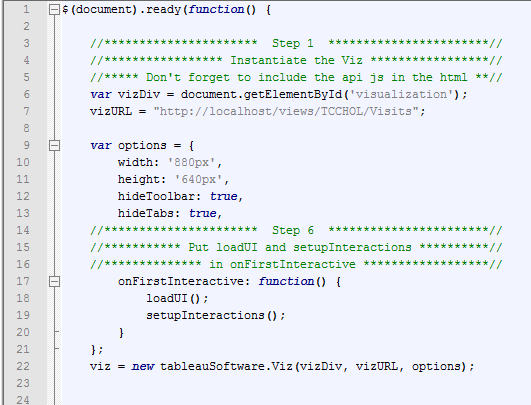 1 $(document).ready(function() {
2
3 //********************** Step 1 ***********************//
4 //***************** Instantiate the Viz *****************//
5 //***** Don't forget to include the api js in the html **//
6 var vizDiv = document.getElementById('visualization');
7 vizURL = "http://localhost/views/TCCHOL/Visits";
8
9 var options = {
10 width: '880px',
11 height: '640px',
12 hideToolbar: true,
13 hideTabs: true,
14 //********************** Step 6 ***********************//
15 //*********** Put loadUI and setupInteractions **********//
16 //************** in onFirstInteractive ******************//
17 onFirstInteractive: function() {
18 loadUI();
19 setupInteractions();
20 }
21 };
22 viz = new tableauSoftware.Viz(vizDiv, vizURL, options);
23
24